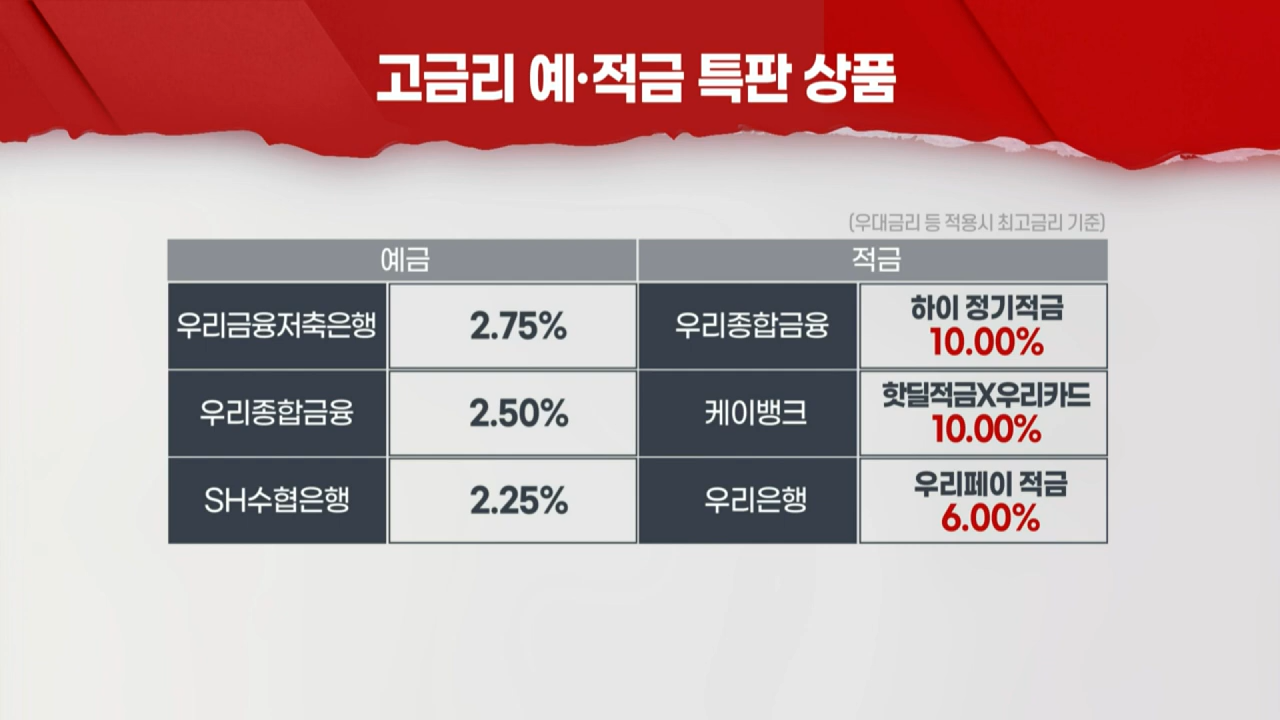 고금리 예·적금 특판 상품
(우대금리 등 적용시 최고금리 기준)
예금 적금
우리금융저축은행 2.75% 우리종합금융 하이 정기적금
10.00%
우리종합금융 2.50% 케이뱅크 핫딜적금X우리카드
10.00%
SH수협은행 2.25% 우리은행 우리페이 적금
6.00%